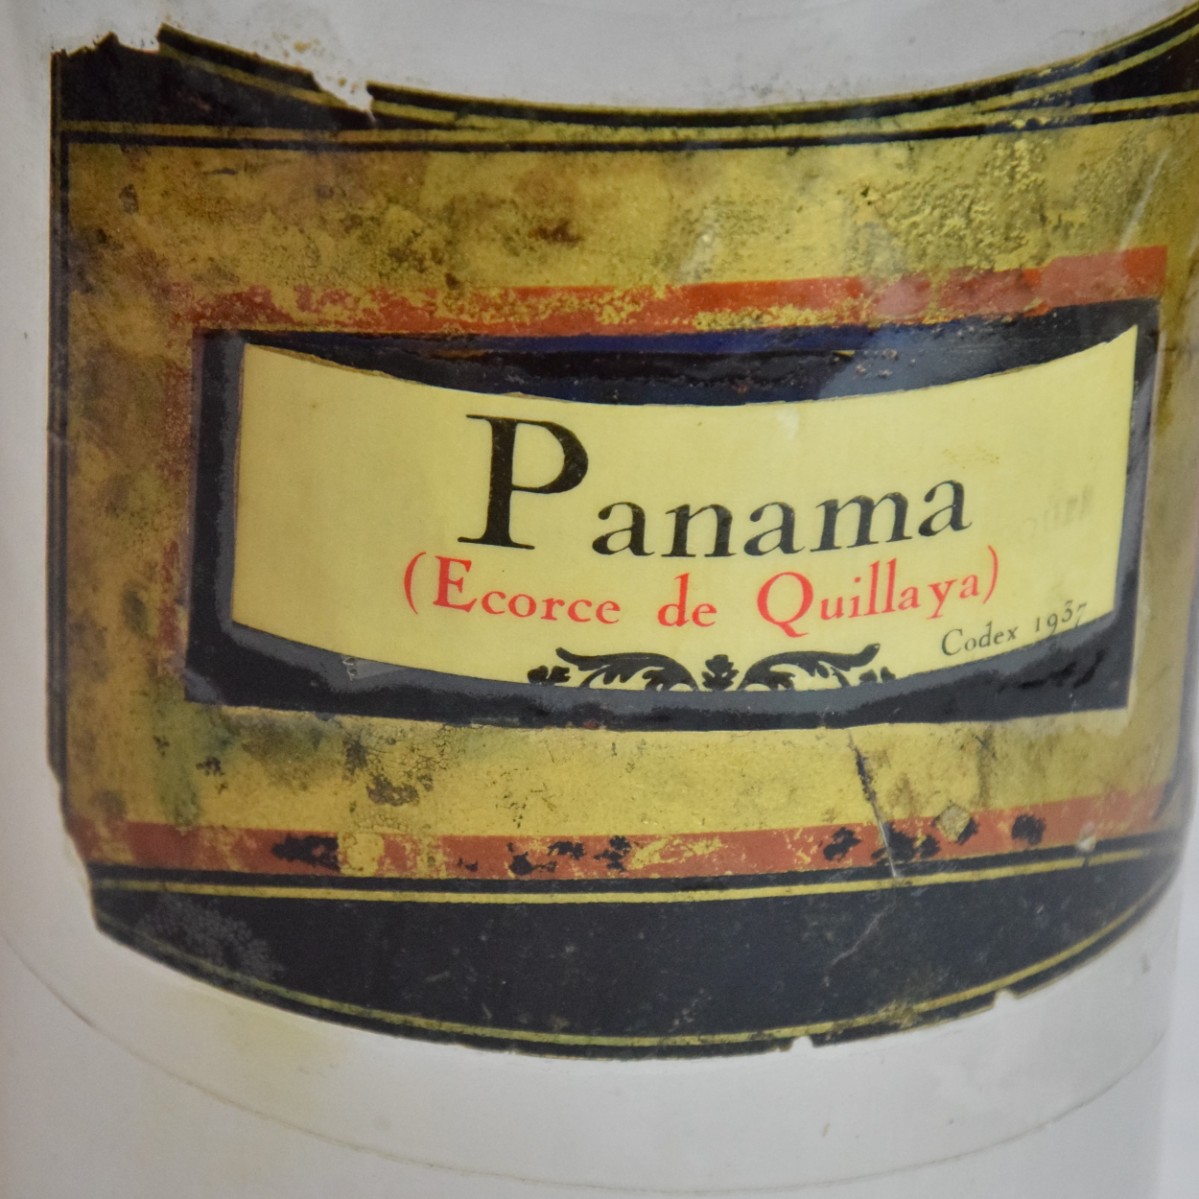 Panama
(Ecorce de Quillaya)
Codex 1937